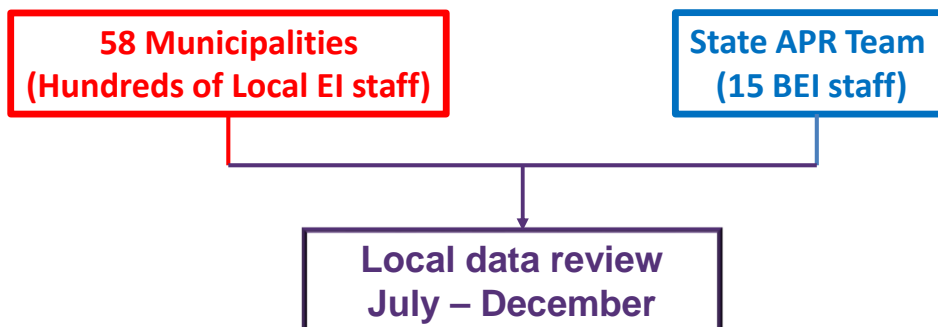 58 Municipalities
(Hundreds of Local EI staff)
State APR Team
(15 BEI staff)
Local data review
July – December